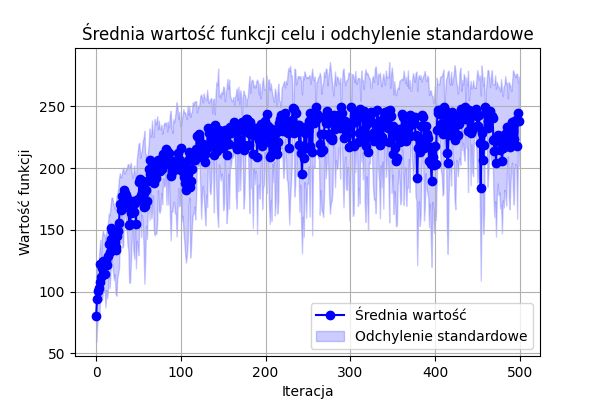 Średnia wartość funkcji celu i odchylenie standardowe
Wartość funkcji
250
200
150
100
50
0
100
200
300
400
500
Iteracja
Średnia wartość
Odchylenie standardowe